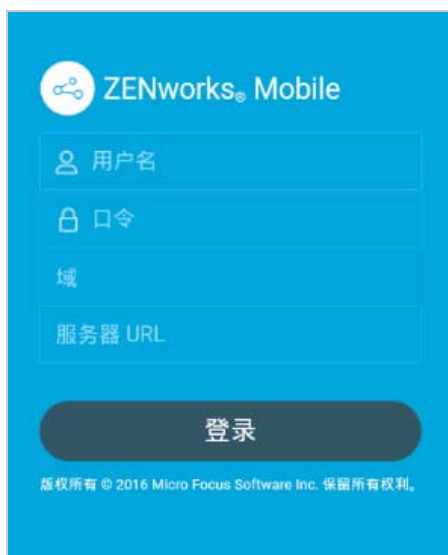 ZENworks® Mobile
用户名
口令
域
服务器 URL
登录
版权所有 © 2016 Micro Focus Software Inc. 保留所有权利。